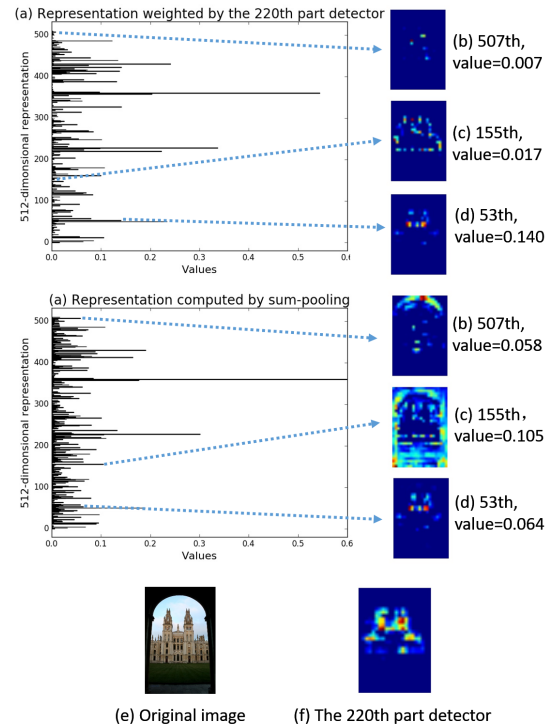 (a) Representation weighted by the 220th part detector
500
400
300
200
100
0
512-dimonsional representation
0.0 0.1 0.2 0.3 0.4 0.5 0.6
Values
(b) 507th,
value=0.007
(c) 155th,
value=0.017
(d) 53th,
value=0.140
(a) Representation computed by sum-pooling
500
400
300
200
100
0
512-dimonsional representation
0.0 0.1 0.2 0.3 0.4 0.5 0.6
Values
(b) 507th,
value=0.058
(c) 155th,
value=0.105
(d) 53th,
value=0.064
(e) Original image
(f) The 220th part detector